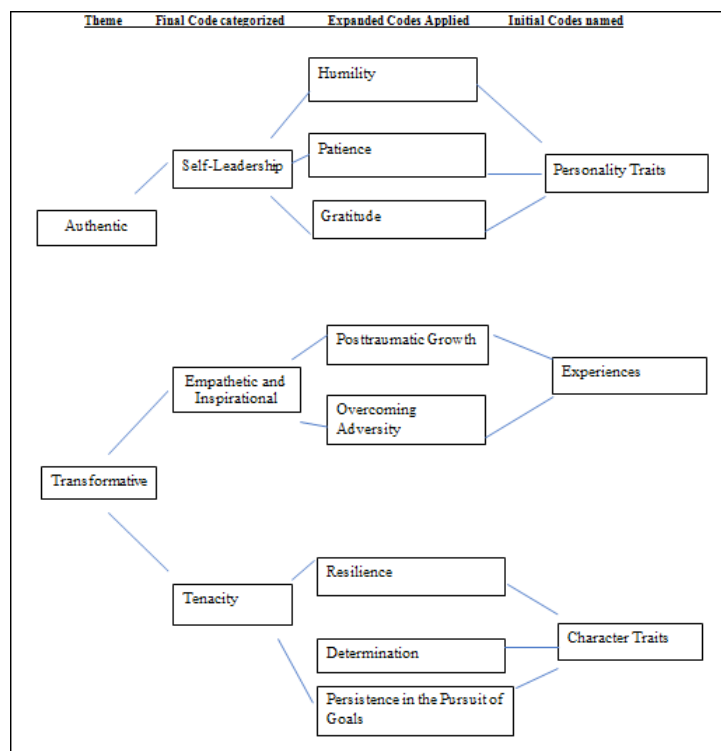 Theme Final Code categorized Expanded Codes Applied Initial Codes named
Humility
Patience
Self-Leadership
Personality Traits
Gratitude
Authentic
Posttraumatic Growth
Empathetic and
Inspirational
Experiences
Overcoming
Adversity
Transformative
Resilience
Tenacity
Character Traits
Determination
Persistence in the Pursuit of
Goals